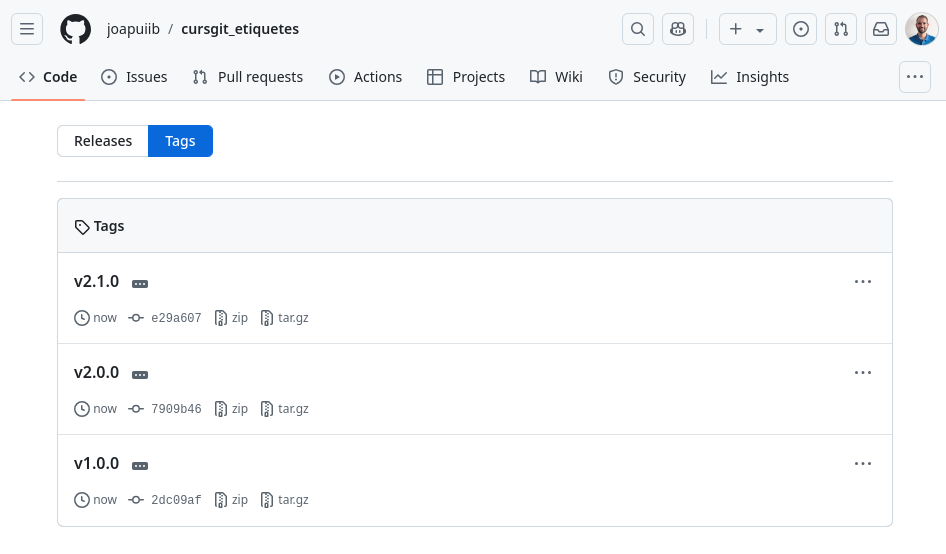 joapuiib / cursgit_etiquetes
Code Issues Pull requests Actions Projects Wiki Security Insights
Releases Tags
Tags
v2.1.0
now e29a607 zip tar.gz
v2.0.0
now 7909b46 zip tar.gz
v1.0.0
now 2dc09af zip tar.gz